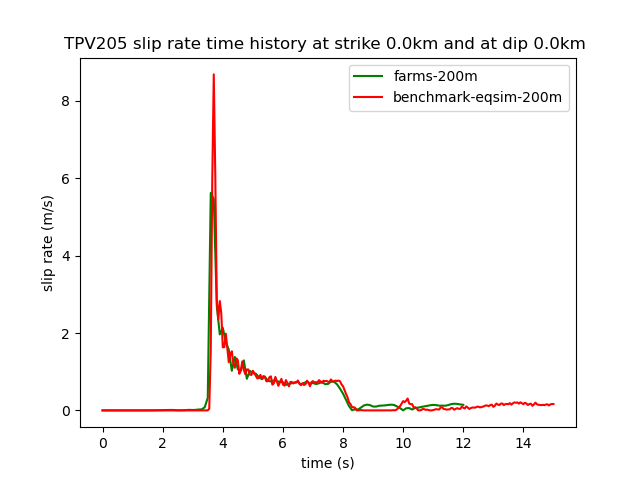 TPV205 slip rate time history at strike 0.0km and at dip 0.0km
farms-200m
benchmark-eqsim-200m
8
6
4
2
0
slip rate (m/s)
0 2 4 6 8 10 12 14
time (s)